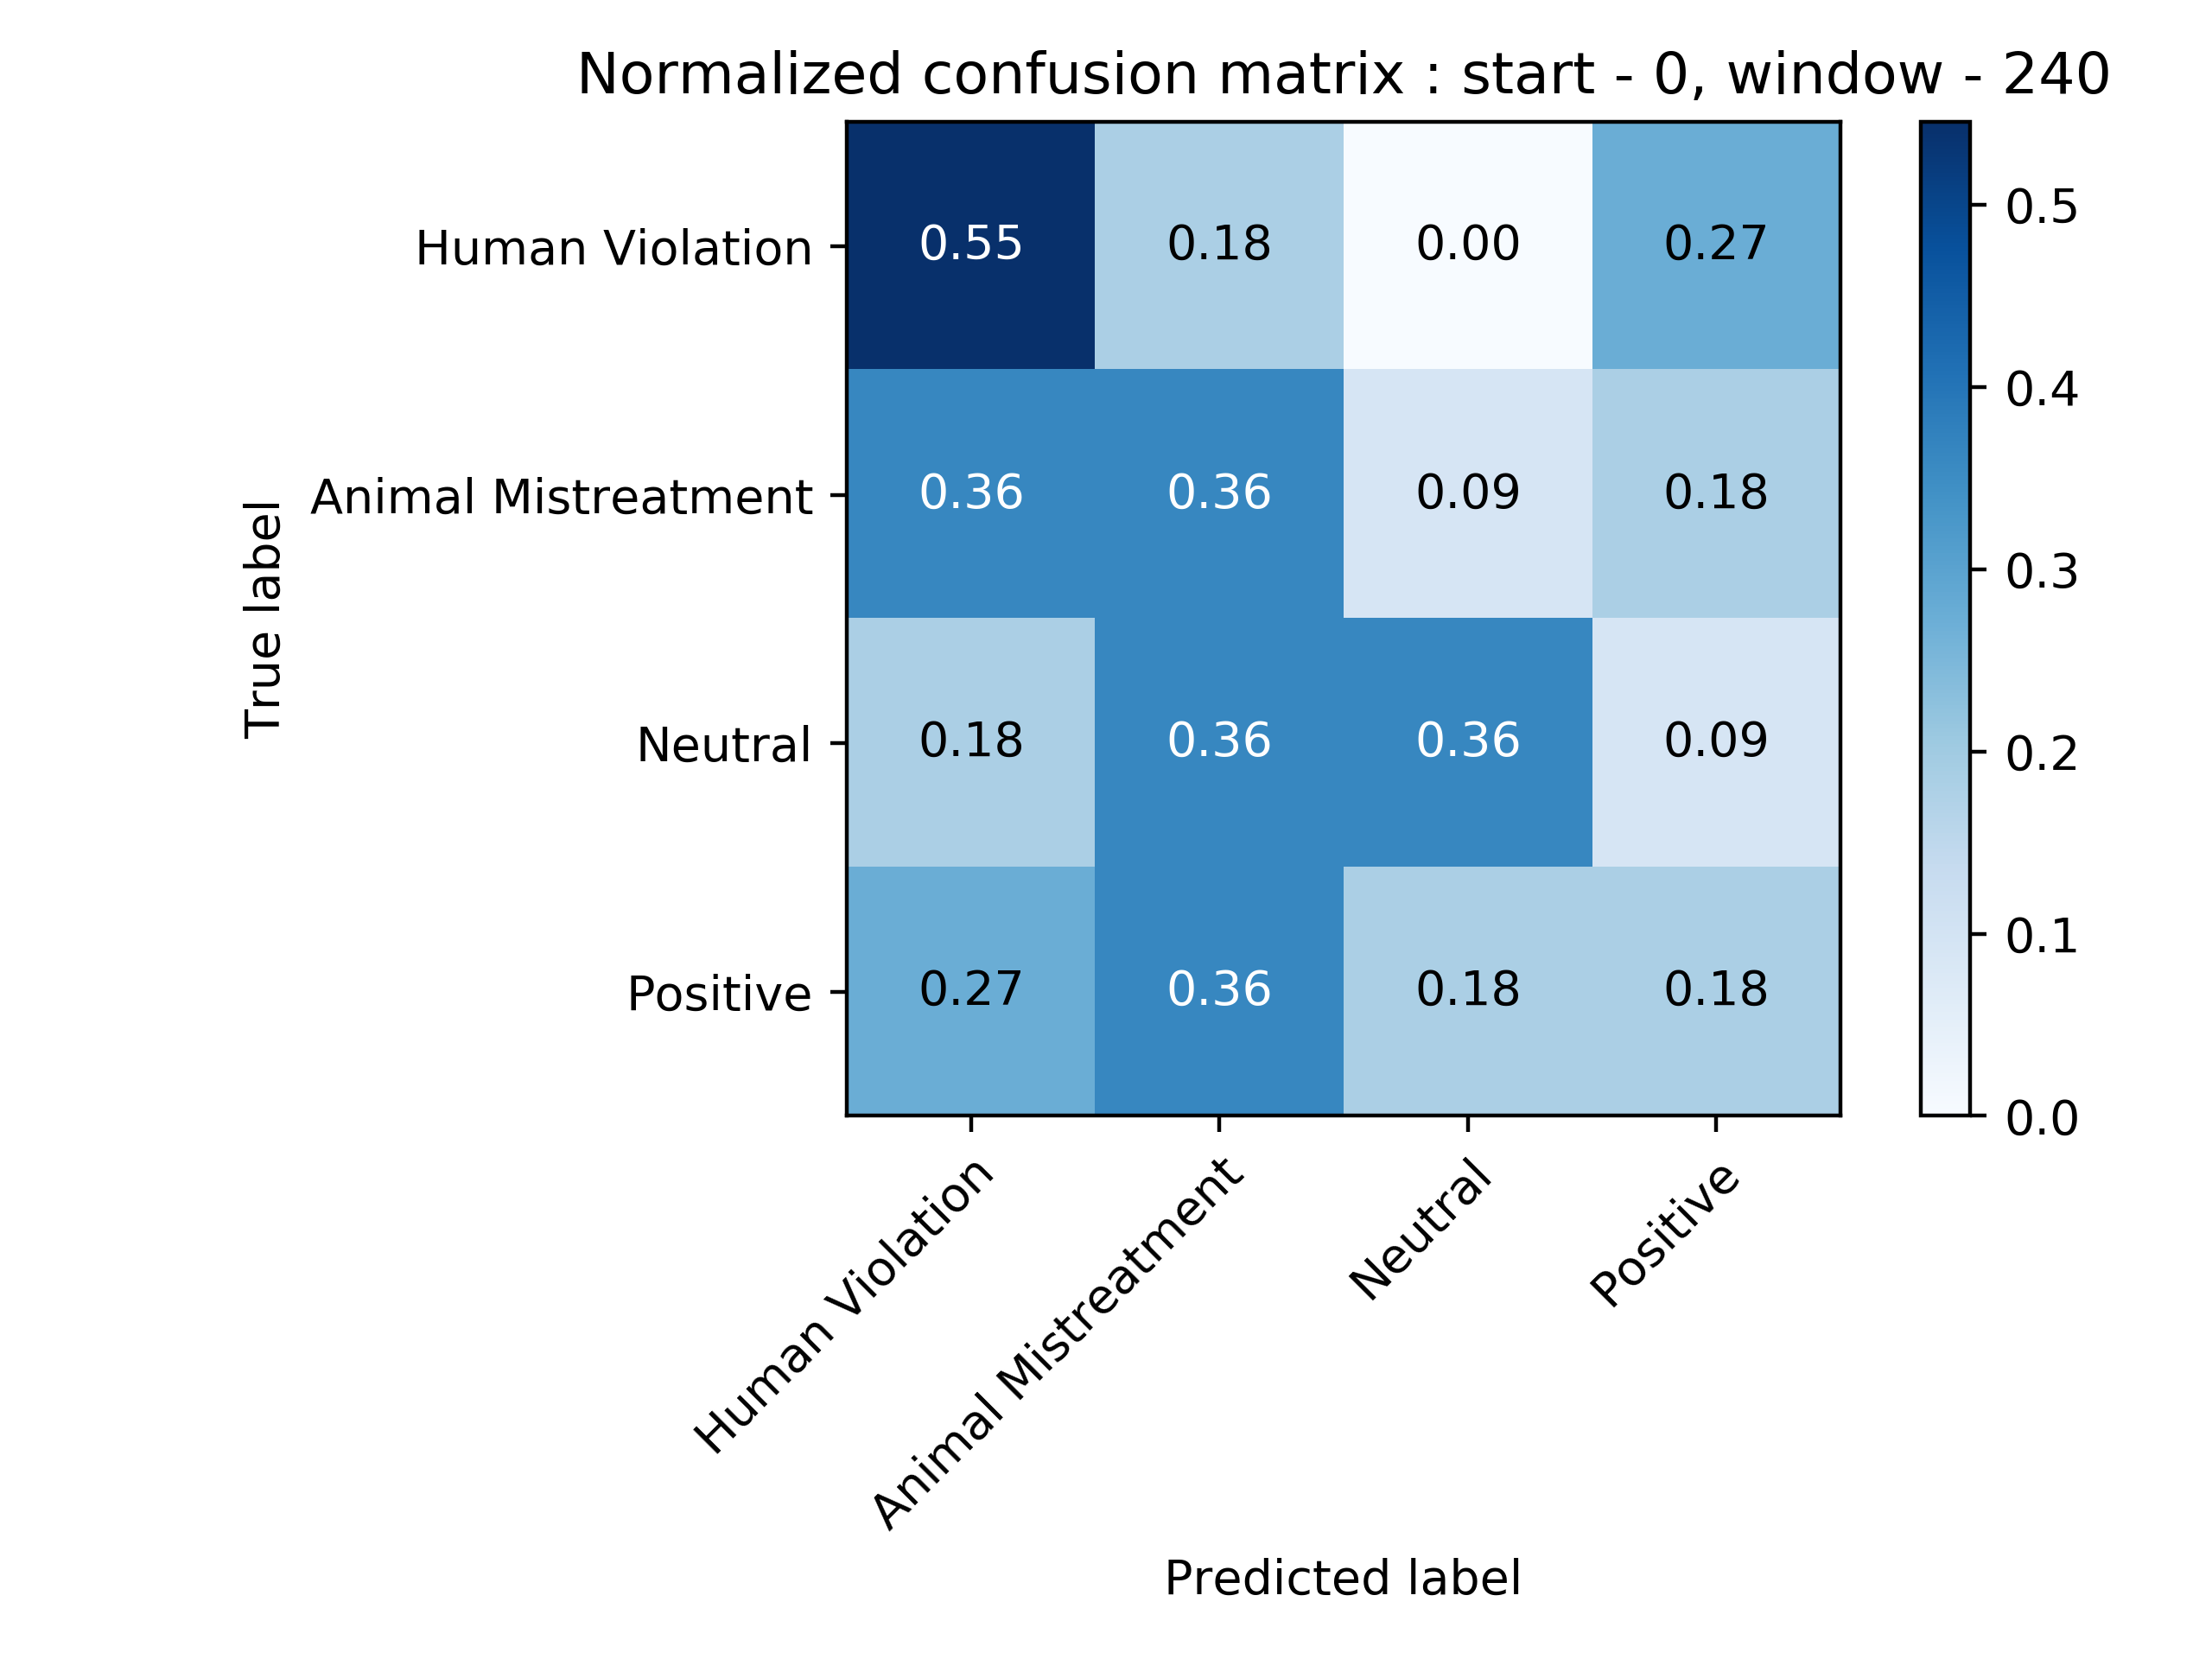 Normalized confusion matrix : start - 0, window - 240
True label
Human Violation
0.55 0.18 0.00 0.27
Animal Mistreatment
0.36 0.36 0.09 0.18
Neutral
0.18 0.36 0.36 0.09
Positive
0.27 0.36 0.18 0.18
Human Violation
Animal Mistreatment
Neutral
Positive
Predicted label
0.5
0.4
0.3
0.2
0.1
0.0